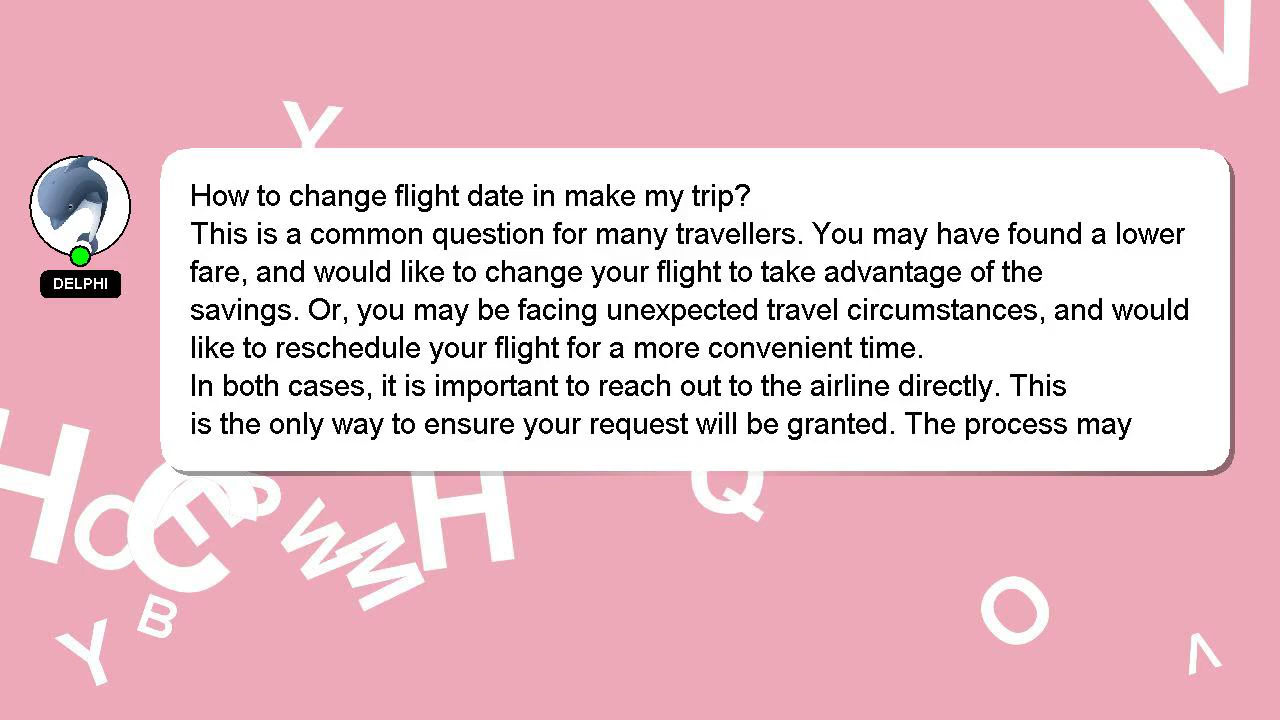 How to change flight date in make my trip?
This is a common question for many travellers. You may have found a lower
fare, and would like to change your flight to take advantage of the
savings. Or, you may be facing unexpected travel circumstances, and would
like to reschedule your flight for a more convenient time.
In both cases, it is important to reach out to the airline directly. This
is the only way to ensure your request will be granted. The process may
DELPHI
V
Y
H
O
C
T
P
W
M
H
Q
Y
B
O
V